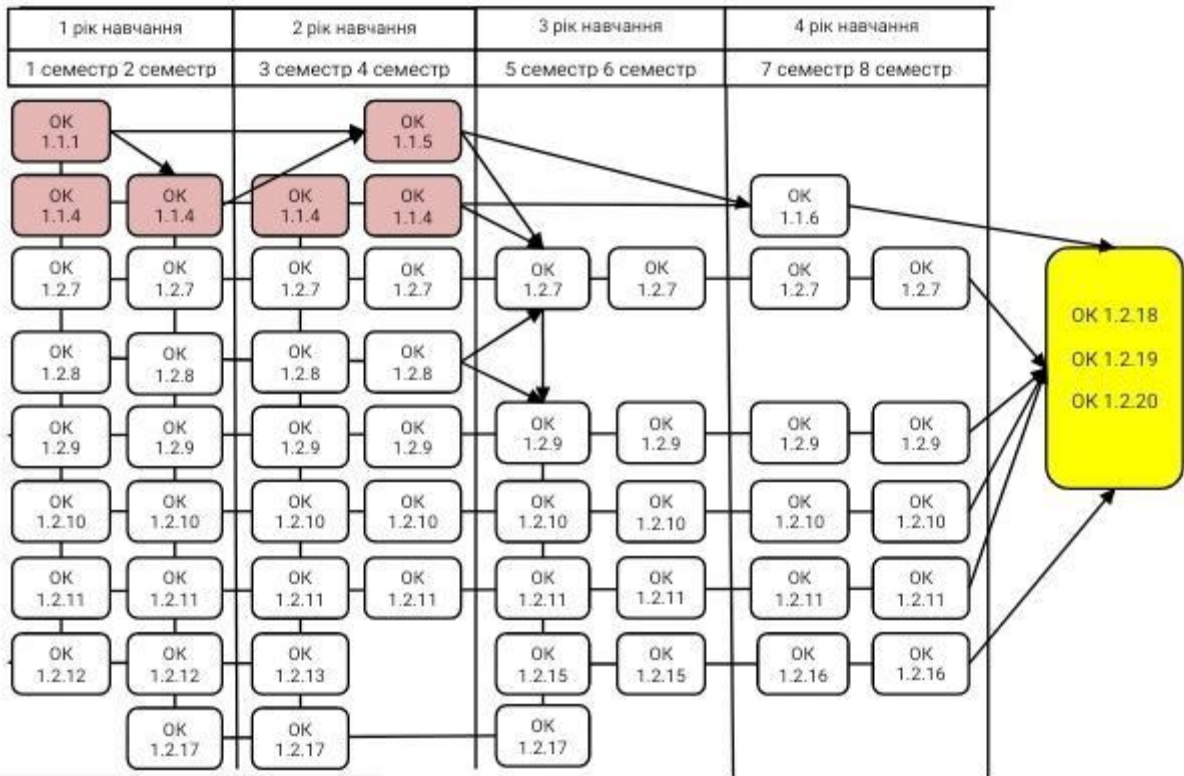 1 рік навчання
2 рік навчання
3 рік навчання
4 рік навчання
1 семестр 2 семестр
3 семестр 4 семестр
5 семестр 6 семестр
7 семестр 8 семестр
ОК
1.1.1
ОК
1.1.5
ОК
1.1.4
ОК
1.1.4
ОК
1.1.4
ОК
1.1.4
ОК
1.1.6
ОК
1.2.7
ОК
1.2.7
ОК
1.2.7
ОК
1.2.7
ОК
1.2.7
ОК
1.2.7
ОК
1.2.7
ОК
1.2.7
ОК 1.2.18
ОК 1.2.19
ОК 1.2.20
ОК
1.2.8
ОК
1.2.8
ОК
1.2.8
ОК
1.2.8
ОК
1.2.9
ОК
1.2.9
ОК
1.2.9
ОК
1.2.9
ОК
1.2.9
ОК
1.2.9
ОК
1.2.9
ОК
1.2.9
ОК
1.2.10
ОК
1.2.10
ОК
1.2.10
ОК
1.2.10
ОК
1.2.10
ОК
1.2.10
ОК
1.2.10
ОК
1.2.10
ОК
1.2.11
ОК
1.2.11
ОК
1.2.11
ОК
1.2.11
ОК
1.2.11
ОК
1.2.11
ОК
1.2.11
ОК
1.2.11
ОК
1.2.12
ОК
1.2.12
ОК
1.2.13
ОК
1.2.15
ОК
1.2.15
ОК
1.2.16
ОК
1.2.16
ОК
1.2.17
ОК
1.2.17
ОК
1.2.17